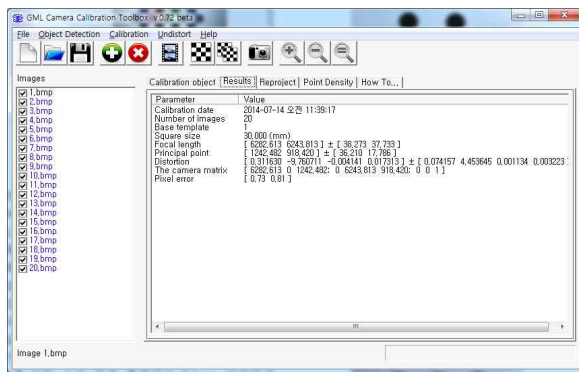 GML Camera Calibration Toolbox v0.72 beta
File Object Detection Calibration Undistort Help
Images
Calibration object Results Reproject Point Density How To...
1,bmp
2,bmp
3,bmp
4,bmp
5,bmp
6,bmp
7,bmp
8,bmp
9,bmp
10,bmp
11,bmp
12,bmp
13,bmp
14,bmp
15,bmp
16,bmp
17,bmp
18,bmp
19,bmp
20,bmp
Parameter Value
Calibration date 2014-07-14 오전 11:39:17
Number of images 20
Base template 1
Square size 30,000 (mm)
Focal length [ 6282,613 6243,813 ] ± [ 38,273 37,733 ]
Principal point [ 1242,482 918,420 ] ± [ 36,210 17,786 ]
Distortion [ 0,311630 -9,760711 -0,004141 0,017313 ] ± [ 0,074157 4,453645 0,001134 0,003223
The camera matrix [ 6282,613 0 1242,482; 0 6243,813 918,420; 0 0 1 ]
Pixel error [ 0,73 0,81 ]
Image 1,bmp